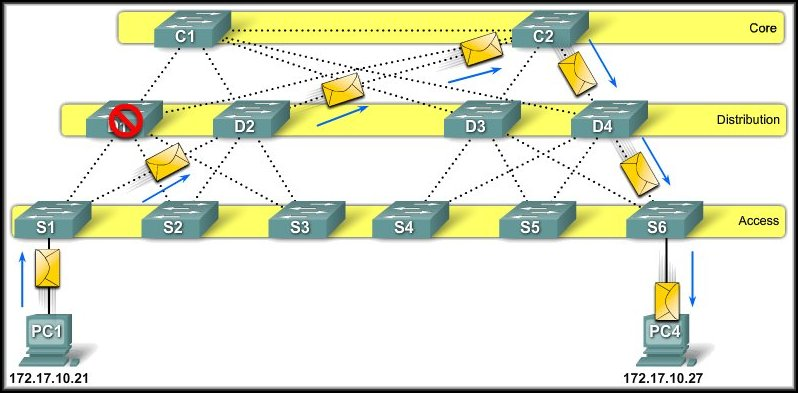 C1
C2
Core
D1
D2
D3
D4
Distribution
S1
S2
S3
S4
S5
S6
Access
PC1
PC4
172.17.10.21
172.17.10.27